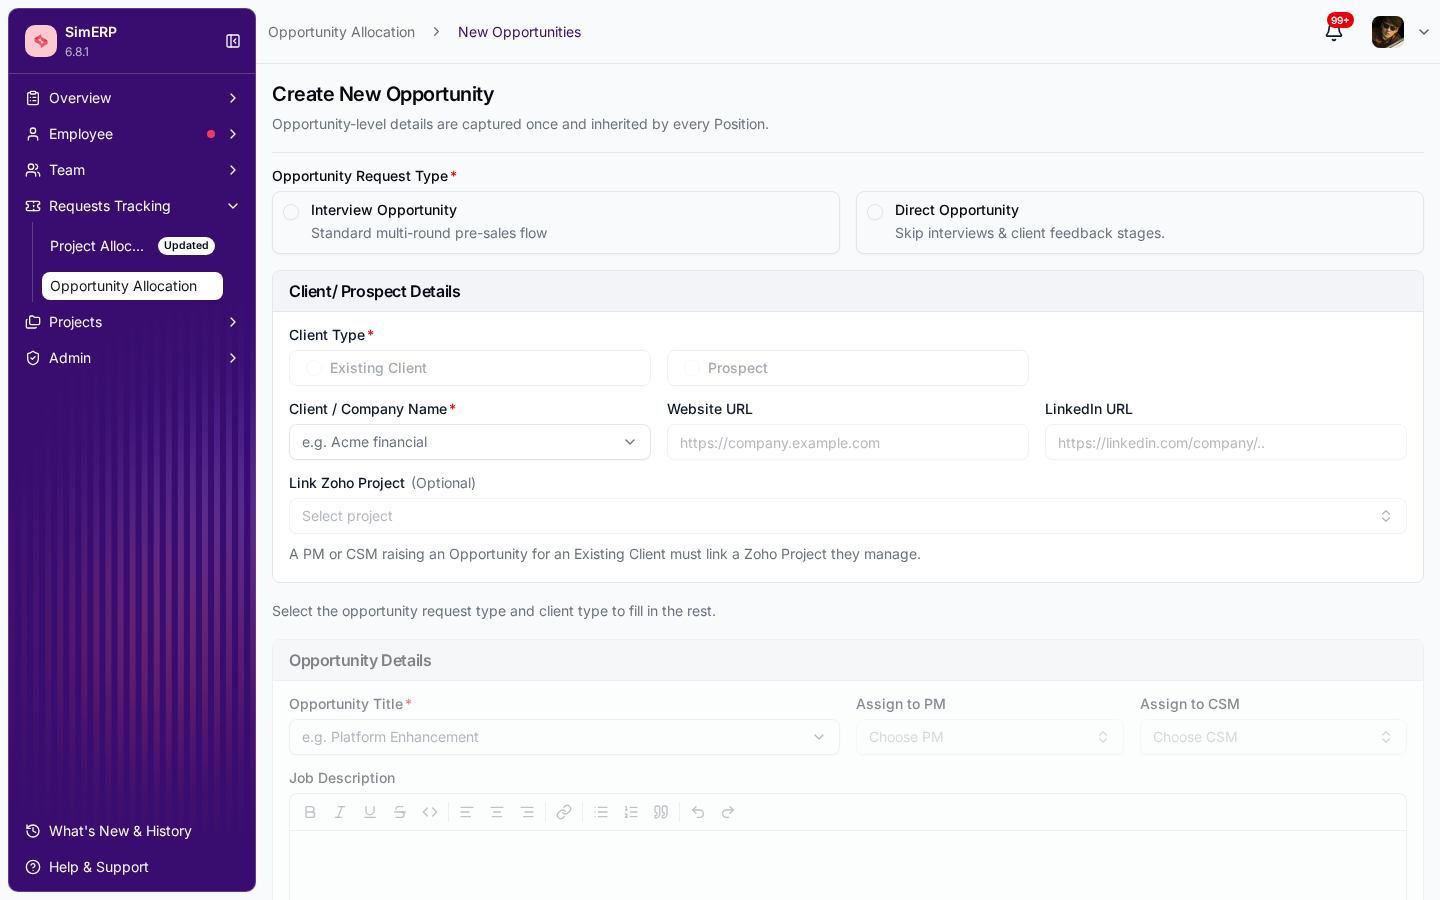 SimERP
6.8.1
Overview
Employee
Team
Requests Tracking
Project Alloc...
Updated
Opportunity Allocation
Projects
Admin
What's New & History
Help & Support
Opportunity Allocation
New Opportunities
99+
Create New Opportunity
Opportunity-level details are captured once and inherited by every Position.
Opportunity Request Type*
Interview Opportunity
Standard multi-round pre-sales flow
Direct Opportunity
Skip interviews & client feedback stages.
Client/ Prospect Details
Client Type*
Existing Client
Prospect
Client / Company Name*
Website URL
LinkedIn URL
e.g. Acme financial
https://company.example.com
https://linkedin.com/company/..
Link Zoho Project (Optional)
Select project
A PM or CSM raising an Opportunity for an Existing Client must link a Zoho Project they manage.
Select the opportunity request type and client type to fill in the rest.
Opportunity Details
Opportunity Title*
Assign to PM
Assign to CSM
e.g. Platform Enhancement
Choose PM
Choose CSM
Job Description